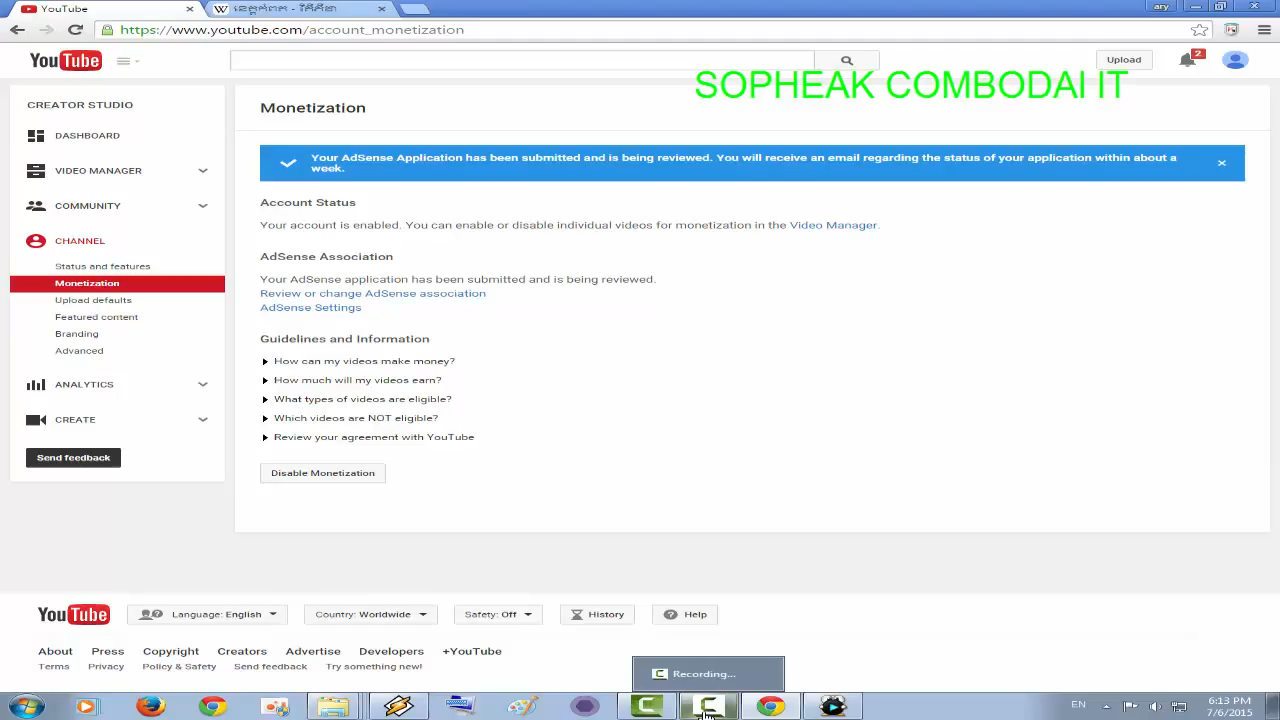 YouTube
ary
https://www.youtube.com/account_monetization
YouTube
Upload
2
SOPHEAK COMBODAI IT
CREATOR STUDIO
DASHBOARD
VIDEO MANAGER
COMMUNITY
CHANNEL
Status and features
Monetization
Upload defaults
Featured content
Branding
Advanced
ANALYTICS
CREATE
Send feedback
Monetization
Your AdSense Application has been submitted and is being reviewed. You will receive an email regarding the status of your application within about a
week.
Account Status
Your account is enabled. You can enable or disable individual videos for monetization in the Video Manager.
AdSense Association
Your AdSense application has been submitted and is being reviewed.
Review or change AdSense association
AdSense Settings
Guidelines and Information
How can my videos make money?
How much will my videos earn?
What types of videos are eligible?
Which videos are NOT eligible?
Review your agreement with YouTube
Disable Monetization
YouTube
Language: English
Country: Worldwide
Safety: Off
History
Help
About Press Copyright Creators Advertise Developers +YouTube
Terms Privacy Policy & Safety Send feedback Try something new!
Recording...
EN
6:13 PM
7/6/2015